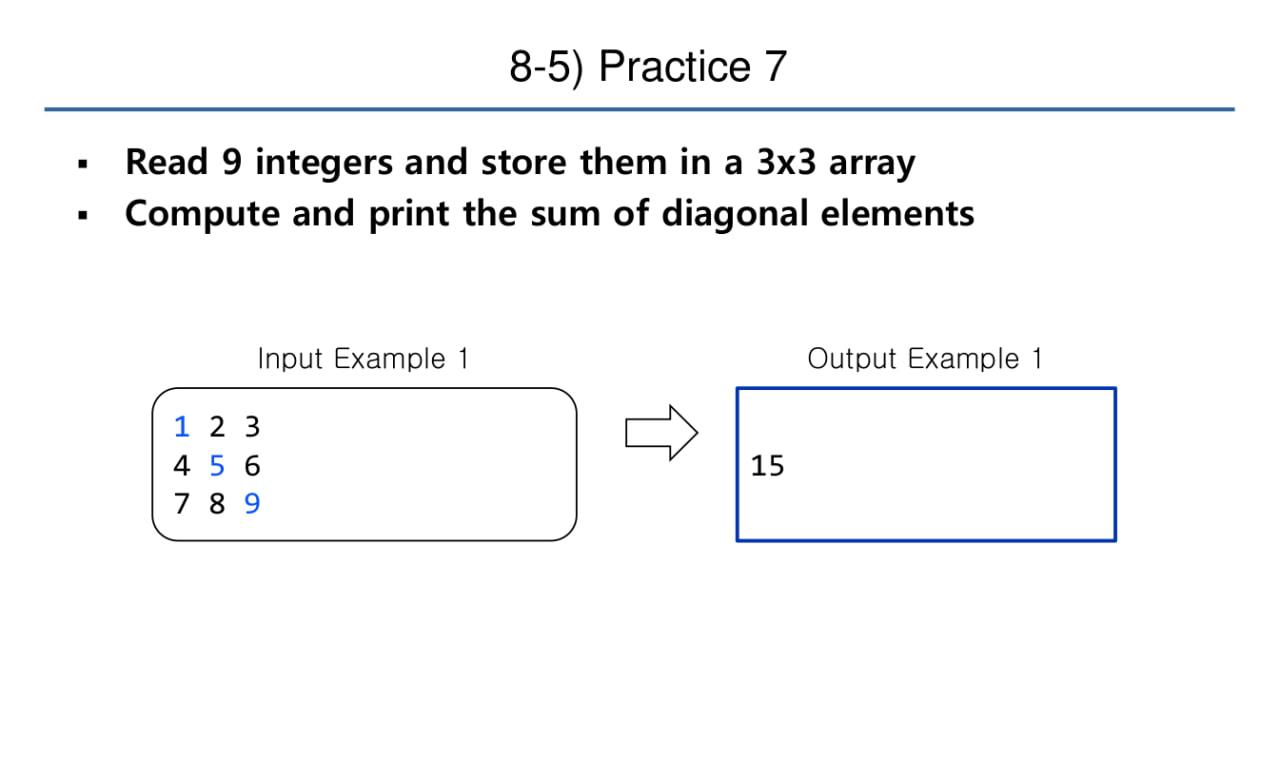 8-5) Practice 7
▪ Read 9 integers and store them in a 3x3 array
▪ Compute and print the sum of diagonal elements
Input Example 1
1 2 3
4 5 6
7 8 9
Output Example 1
15